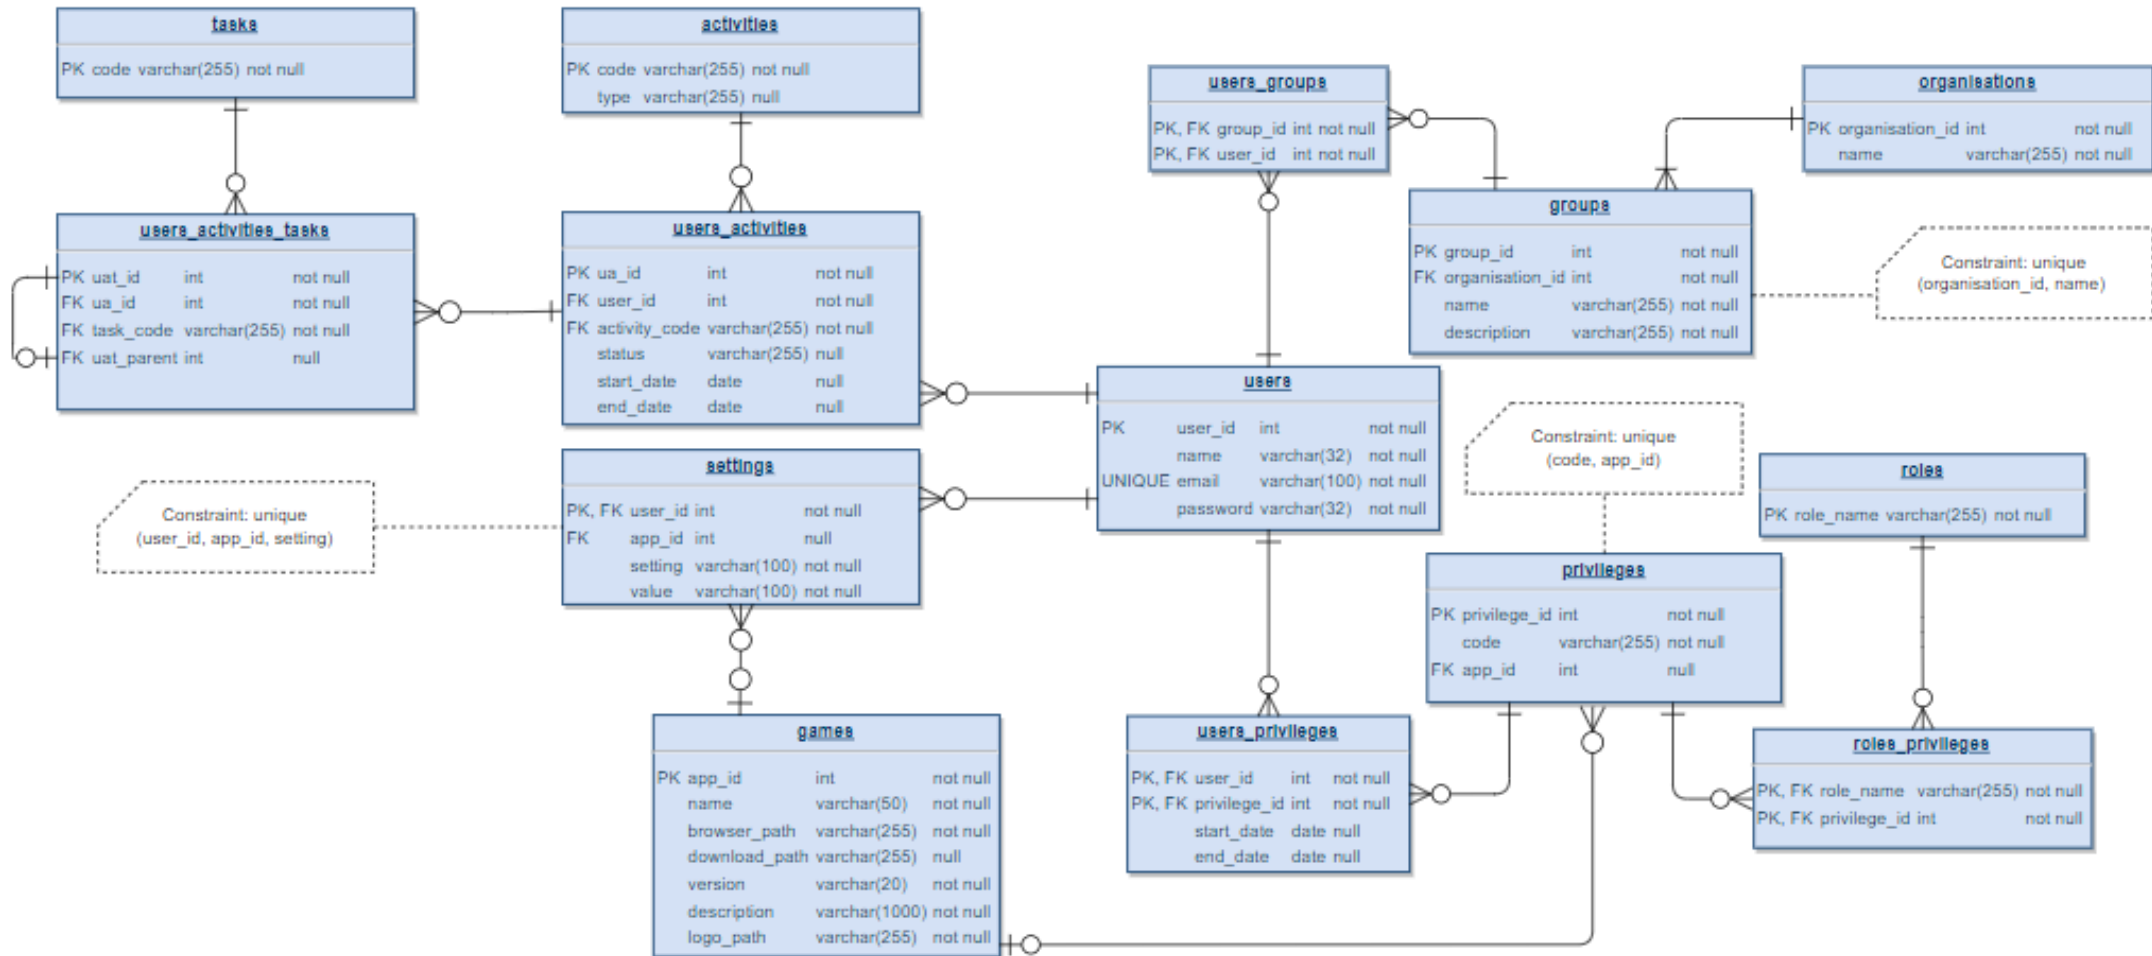 tasks
PK code varchar(255) not null
activities
PK code varchar(255) not null
type varchar(255) null
users_groups
PK, FK group_id int not null
PK, FK user_id int not null
organisations
PK organisation_id int not null
name varchar(255) not null
users_activities_tasks
PK uat_id int not null
FK ua_id int not null
FK task_code varchar(255) not null
FK uat_parent int null
users_activities
PK ua_id int not null
FK user_id int not null
FK activity_code varchar(255) not null
status varchar(255) null
start_date date null
end_date date null
groups
PK group_id int not null
FK organisation_id int not null
name varchar(255) not null
description varchar(255) not null
Constraint: unique
(organisation_id, name)
users
PK user_id int not null
name varchar(32) not null
UNIQUE email varchar(100) not null
password varchar(32) not null
Constraint: unique
(code, app_id)
roles
PK role_name varchar(255) not null
Constraint: unique
(user_id, app_id, setting)
settings
PK, FK user_id int not null
FK app_id int null
setting varchar(100) not null
value varchar(100) not null
privileges
PK privilege_id int not null
code varchar(255) not null
FK app_id int null
games
PK app_id int not null
name varchar(50) not null
browser_path varchar(255) not null
download_path varchar(255) null
version varchar(20) not null
description varchar(1000) not null
logo_path varchar(255) not null
users_privileges
PK, FK user_id int not null
PK, FK privilege_id int not null
start_date date null
end_date date null
roles_privileges
PK, FK role_name varchar(255) not null
PK, FK privilege_id int not null